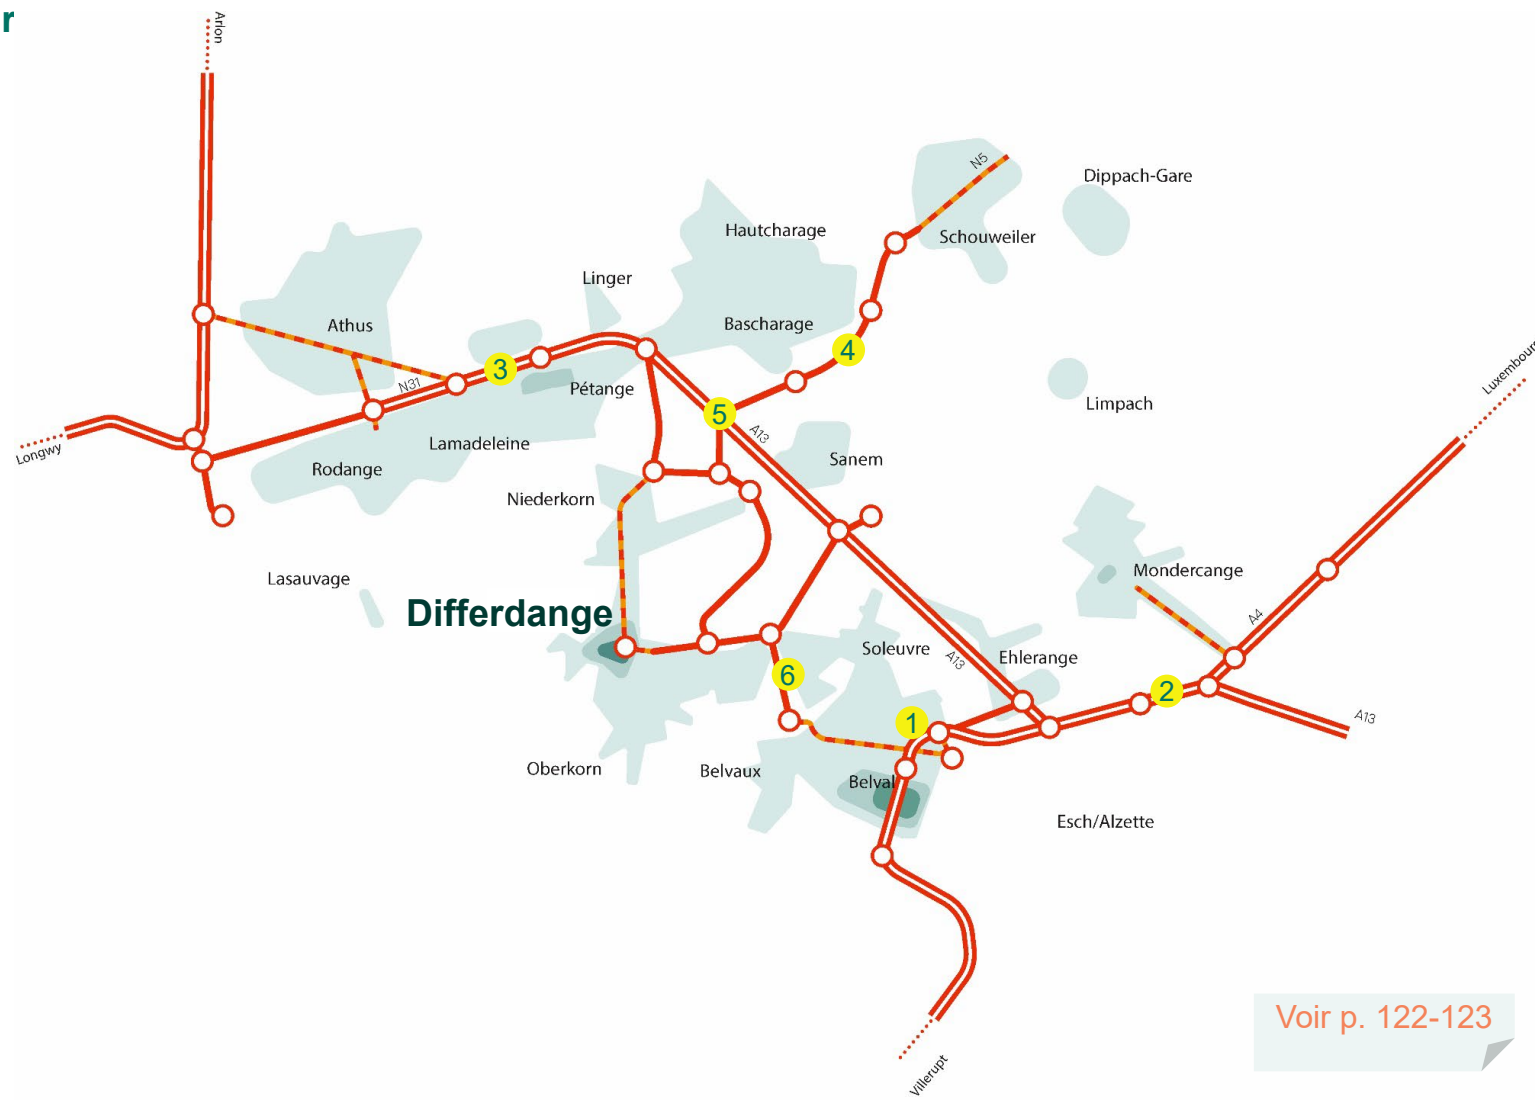 r
Arlon
N5
Dippach-Gare
Hautcharage
Schouweiler
Linger
Athus
Bascharage
4
3
N31
Pétange
5
A13
Limpach
Luxembourg
Longwy
Lamadeleine
Rodange
Sanem
Niederkorn
Lasauvage
Mondercange
Differdange
A4
Soleuvre
A13
Ehlerange
6
2
1
A13
Oberkorn
Belvaux
Belval
Esch/Alzette
Voir p. 122-123
Villerupt